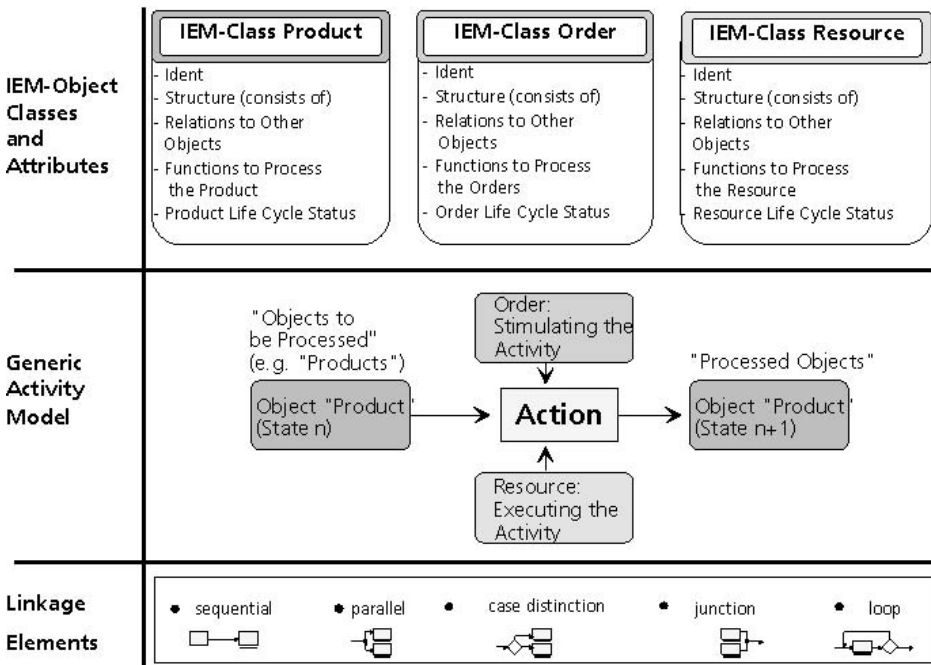 IEM-Class Product
IEM-Class Order
IEM-Class Resource
IEM-Object
Classes
and
Attributes
- Ident
- Structure (consists of)
- Relations to Other
Objects
- Functions to Process
the Product
- Product Life Cycle Status
- Ident
- Structure (consists of)
- Relations to Other
Objects
- Functions to Process
the Orders
- Order Life Cycle Status
- Ident
- Structure (consists of)
- Relations to Other
Objects
- Functions to Process
the Resource
- Resource Life Cycle Status
Generic
Activity
Model
"Objects to
be Processed"
(e.g. "Products")
Object "Product"
(State n)
Order:
Stimulating the
Activity
Action
Resource:
Executing the
Activity
"Processed Objects"
Object "Product"
(State n+1)
Linkage
Elements
• sequential
• parallel
• case distinction
• junction
• loop